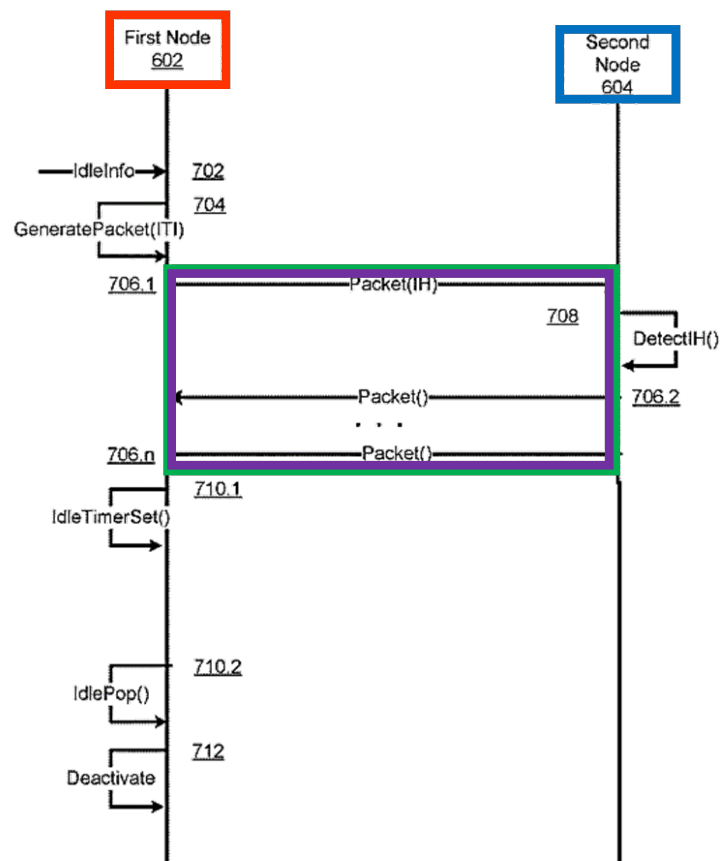 First Node
602
Second
Node
604
IdleInfo
702
704
GeneratePacket(ITI)
706.1
Packet(IH)
708
DetectIH()
Packet()
706.2
. . .
706.n
Packet()
710.1
IdleTimerSet()
710.2
IdlePop()
712
Deactivate